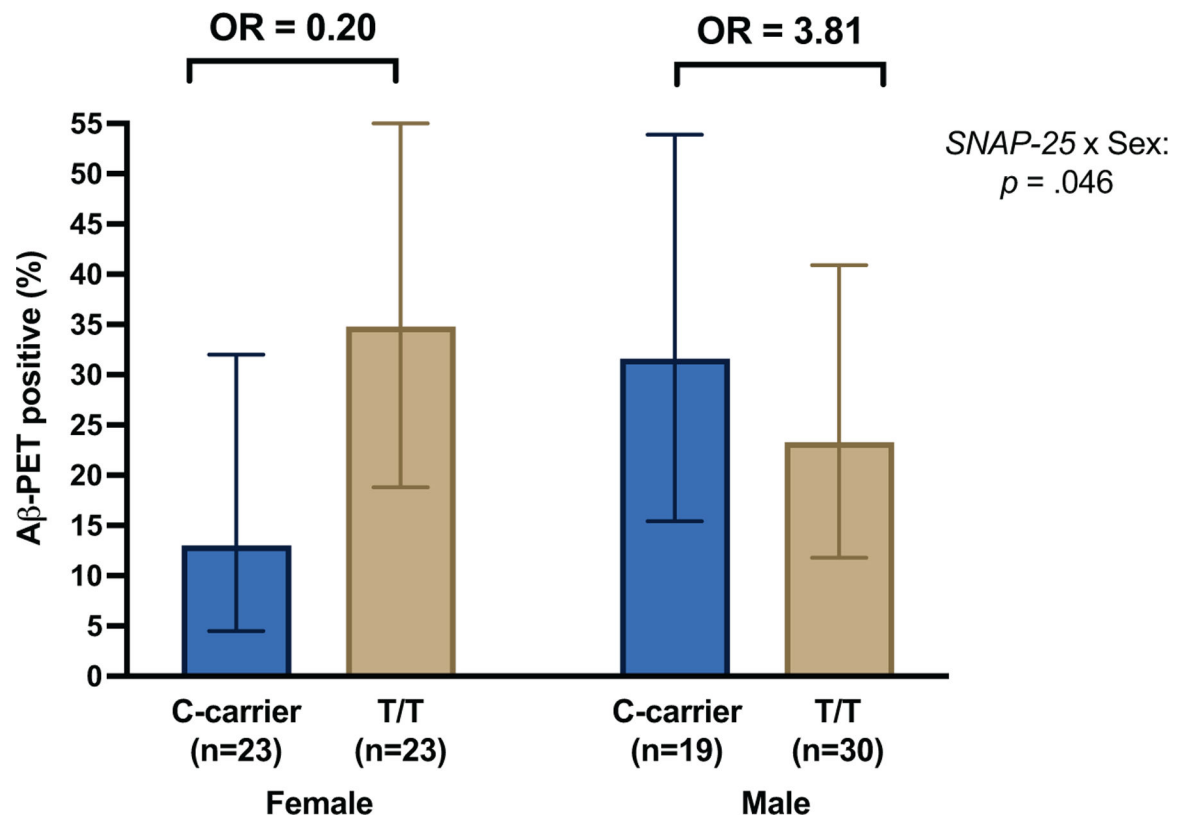 OR = 0.20
OR = 3.81
SNAP-25 x Sex:
p = .046
Aβ-PET positive (%)
55
50
45
40
35
30
25
20
15
10
5
0
C-carrier
(n=23)
T/T
(n=23)
C-carrier
(n=19)
T/T
(n=30)
Female
Male